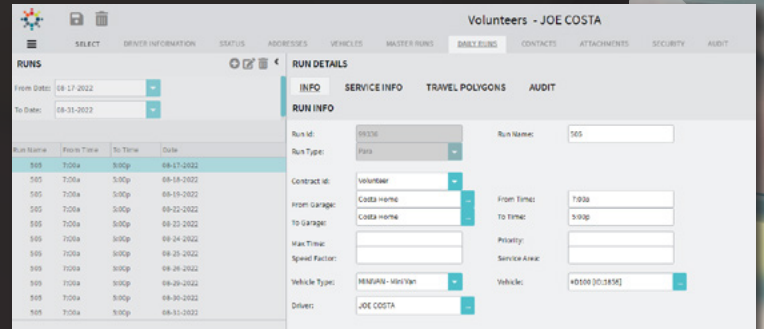 Volunteers - JOE COSTA
SELECT DRIVER INFORMATION STATUS ADDRESSES VEHICLES MASTER RUNS DAILY RUNS CONTACTS ATTACHMENTS SECURITY AUDIT
RUNS
RUN DETAILS
From Date: 08-17-2022
To Date: 08-31-2022
INFO SERVICE INFO TRAVEL POLYGONS AUDIT
RUN INFO
Run Name From Time To Time Date
505 7:00a 5:00p 08-17-2022
505 7:00a 5:00p 08-18-2022
505 7:00a 5:00p 08-19-2022
505 7:00a 5:00p 08-22-2022
505 7:00a 5:00p 08-23-2022
505 7:00a 5:00p 08-24-2022
505 7:00a 5:00p 08-25-2022
505 7:00a 5:00p 08-26-2022
505 7:00a 5:00p 08-29-2022
505 7:00a 5:00p 08-30-2022
505 7:00a 5:00p 08-31-2022
Run Id: Run Name: 505
Run Type: Para
Contract Id: Volunteer
From Garage: Costa Home From Time: 7:00a
To Garage: Costa Home To Time: 5:00p
Max Time: Priority:
Speed Factor: Service Area:
Vehicle Type: MINIVAN - Mini Van Vehicle:
Driver: JOE COSTA